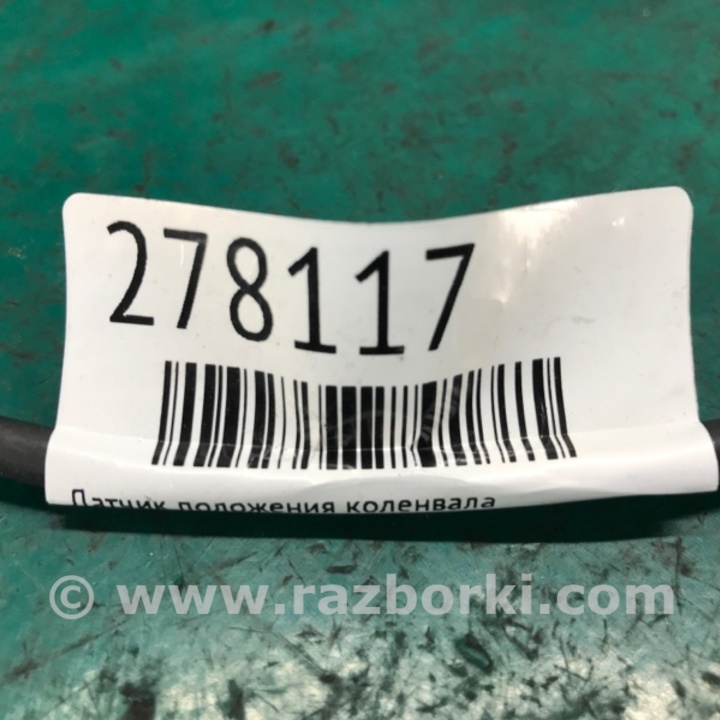 278117
Датчик положения коленвала
© www.razborki.com